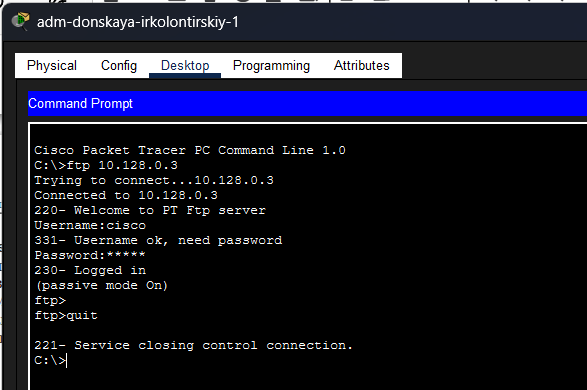 adm-donskaya-irkolontirskiy-1
Physical Config Desktop Programming Attributes
Command Prompt
Cisco Packet Tracer PC Command Line 1.0
C:\>ftp 10.128.0.3
Trying to connect...10.128.0.3
Connected to 10.128.0.3
220- Welcome to PT Ftp server
Username:cisco
331- Username ok, need password
Password:*****
230- Logged in
(passive mode On)
ftp>
ftp>quit
221- Service closing control connection.
C:\>